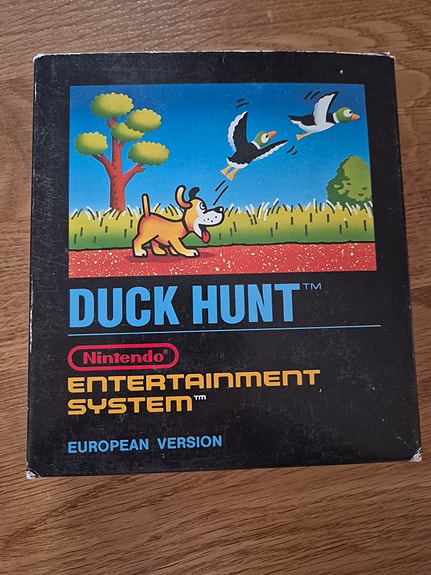 DUCK HUNT™
Nintendo®
ENTERTAINMENT
SYSTEM™
EUROPEAN VERSION